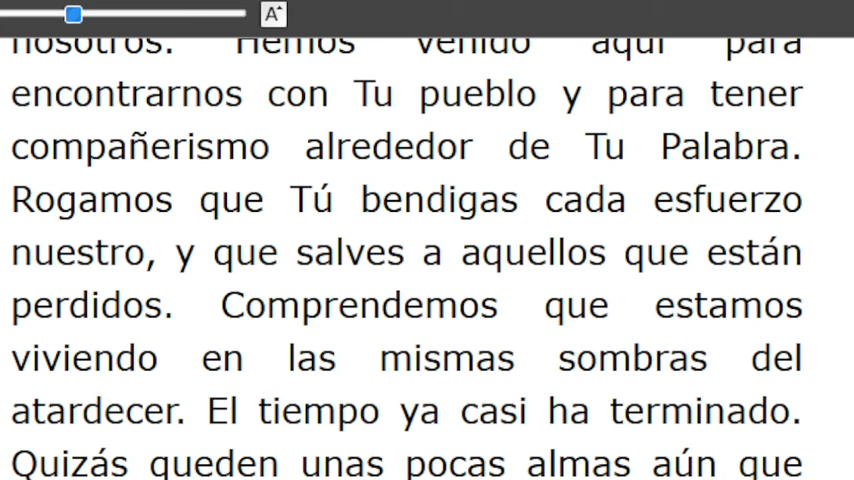 A
nosotros. Hemos venido aquí para
encontrarnos con Tu pueblo y para tener
compañerismo alrededor de Tu Palabra.
Rogamos que Tú bendigas cada esfuerzo
nuestro, y que salves a aquellos que están
perdidos. Comprendemos que estamos
viviendo en las mismas sombras del
atardecer. El tiempo ya casi ha terminado.
Quizás queden unas pocas almas aún que